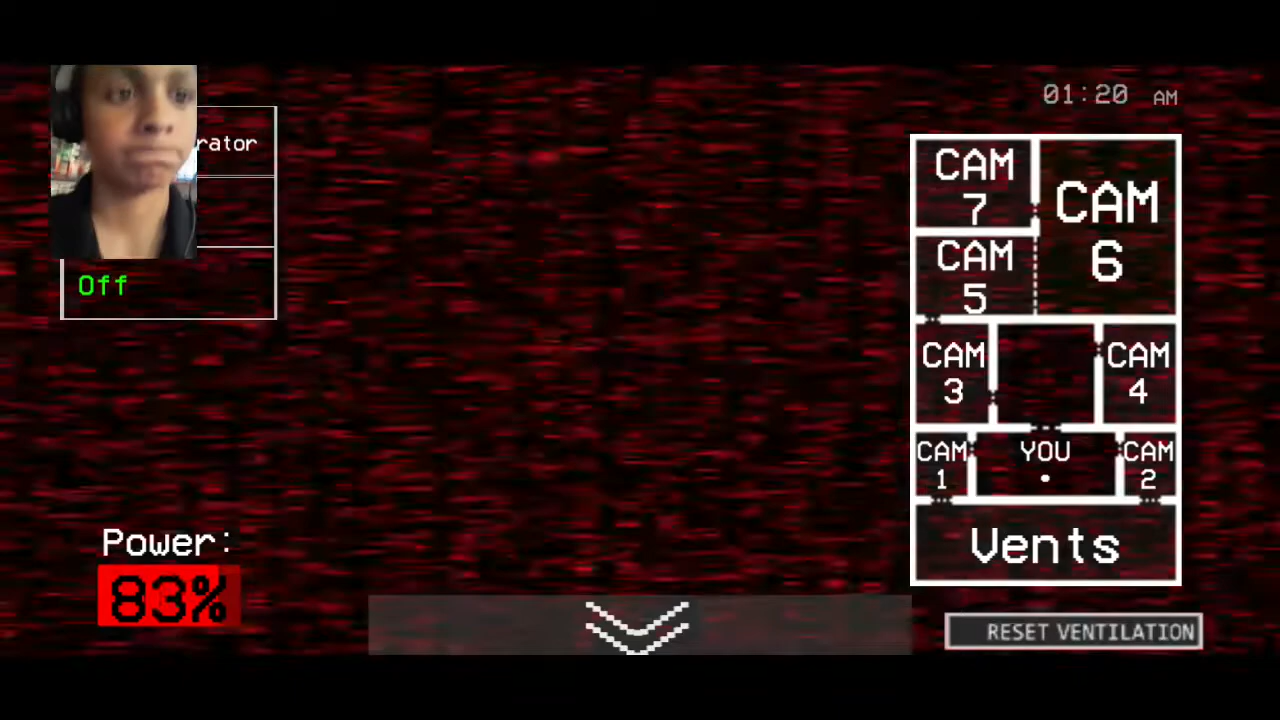 01:20 AM
rator
Off
CAM
7
CAM
6
CAM
5
CAM
3
CAM
4
CAM
1
YOU
CAM
2
Vents
Power:
83%
RESET VENTILATION